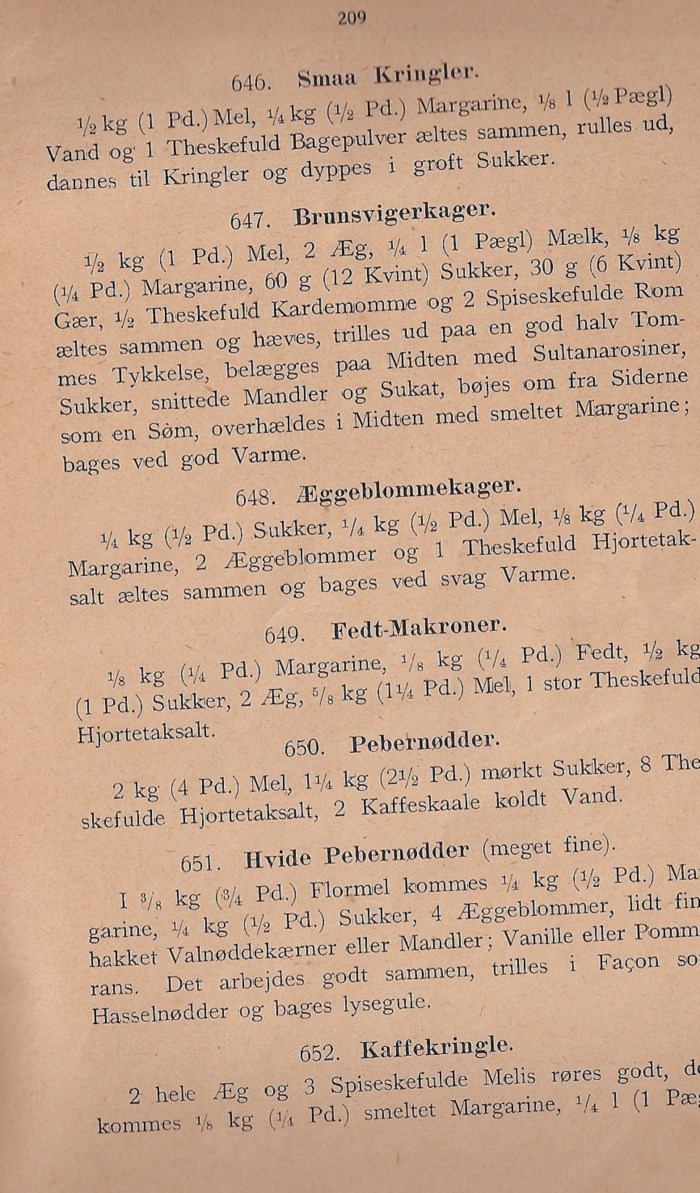 209
646. Smaa Kringler.
½ kg (1 Pd.) Mel, ¼ kg (½ Pd.) Margarine, ⅛ l (½ Pægl)
Vand og 1 Theskefuld Bagepulver æltes sammen, rulles ud,
dannes til Kringler og dyppes i groft Sukker.
647. Brunsvigerkager.
½ kg (1 Pd.) Mel, 2 Æg, ¼ l (1 Pægl) Mælk, ⅛ kg
(¼ Pd.) Margarine, 60 g (12 Kvint) Sukker, 30 g (6 Kvint)
Gær, ½ Theskefuld Kardemomme og 2 Spiseskefulde Rom
æltes sammen og hæves, trilles ud paa en god halv Tom-
mes Tykkelse, belægges paa Midten med Sultanarosiner,
Sukker, snittede Mandler og Sukat, bøjes om fra Siderne
som en Søm, overhældes i Midten med smeltet Margarine;
bages ved god Varme.
648. Æggeblommekager.
¼ kg (½ Pd.) Sukker, ¼ kg (½ Pd.) Mel, ⅛ kg (¼ Pd.)
Margarine, 2 Æggeblommer og 1 Theskefuld Hjortetak-
salt æltes sammen og bages ved svag Varme.
649. Fedt-Makroner.
⅛ kg (¼ Pd.) Margarine, ⅛ kg (¼ Pd.) Fedt, ½ kg
(1 Pd.) Sukker, 2 Æg, ⅝ kg (1¼ Pd.) Mel, 1 stor Theskefuld
Hjortetaksalt.
650. Pebernødder.
2 kg (4 Pd.) Mel, 1¼ kg (2½ Pd.) mørkt Sukker, 8 The
skefulde Hjortetaksalt, 2 Kaffeskaale koldt Vand.
651. Hvide Pebernødder (meget fine).
I ⅜ kg (¾ Pd.) Flormel kommes ¼ kg (½ Pd.) Ma
garine, ¼ kg (½ Pd.) Sukker, 4 Æggeblommer, lidt fin
hakket Valnøddekærner eller Mandler; Vanille eller Pomm
rans. Det arbejdes godt sammen, trilles i Façon so
Hasselnødder og bages lysegule.
652. Kaffekringle.
2 hele Æg og 3 Spiseskefulde Melis røres godt, de
kommes ⅛ kg (¼ Pd.) smeltet Margarine, ¼ l (1 Pæg